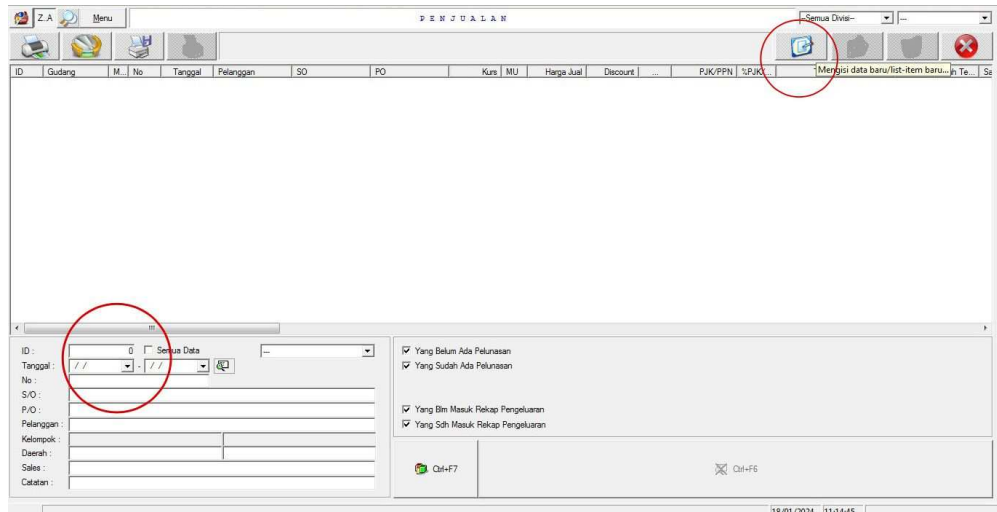 Z.A Menu PENJUALAN --Semua Divisi-- --
Mengisi data baru/list-item baru...
ID Gudang M... No Tanggal Pelanggan SO PO Kurs MU Harga Jual Discount ... PJK/PPN %PJK/... h Te... Sa
ID : 0 Semua Data --
Tanggal : / / - / /
No :
S/O :
P/O :
Pelanggan :
Kelompok :
Daerah :
Sales :
Catatan :
Yang Belum Ada Pelunasan
Yang Sudah Ada Pelunasan
Yang Blm Masuk Rekap Pengeluaran
Yang Sdh Masuk Rekap Pengeluaran
Ctrl+F7 Ctrl+F6
18/01/2024 11:14:45